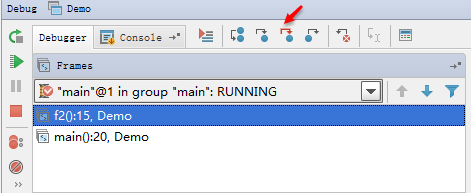 Debug Demo
Debugger Console
Frames
"main"@1 in group "main": RUNNING
f2():15, Demo
main():20, Demo